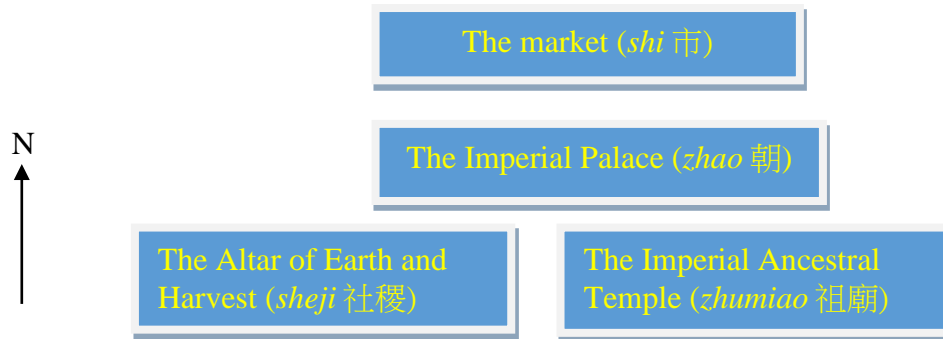 The market (shi 市)
N
The Imperial Palace (zhao 朝)
The Altar of Earth and
Harvest (sheji 社稷)
The Imperial Ancestral
Temple (zhumiao 祖廟)